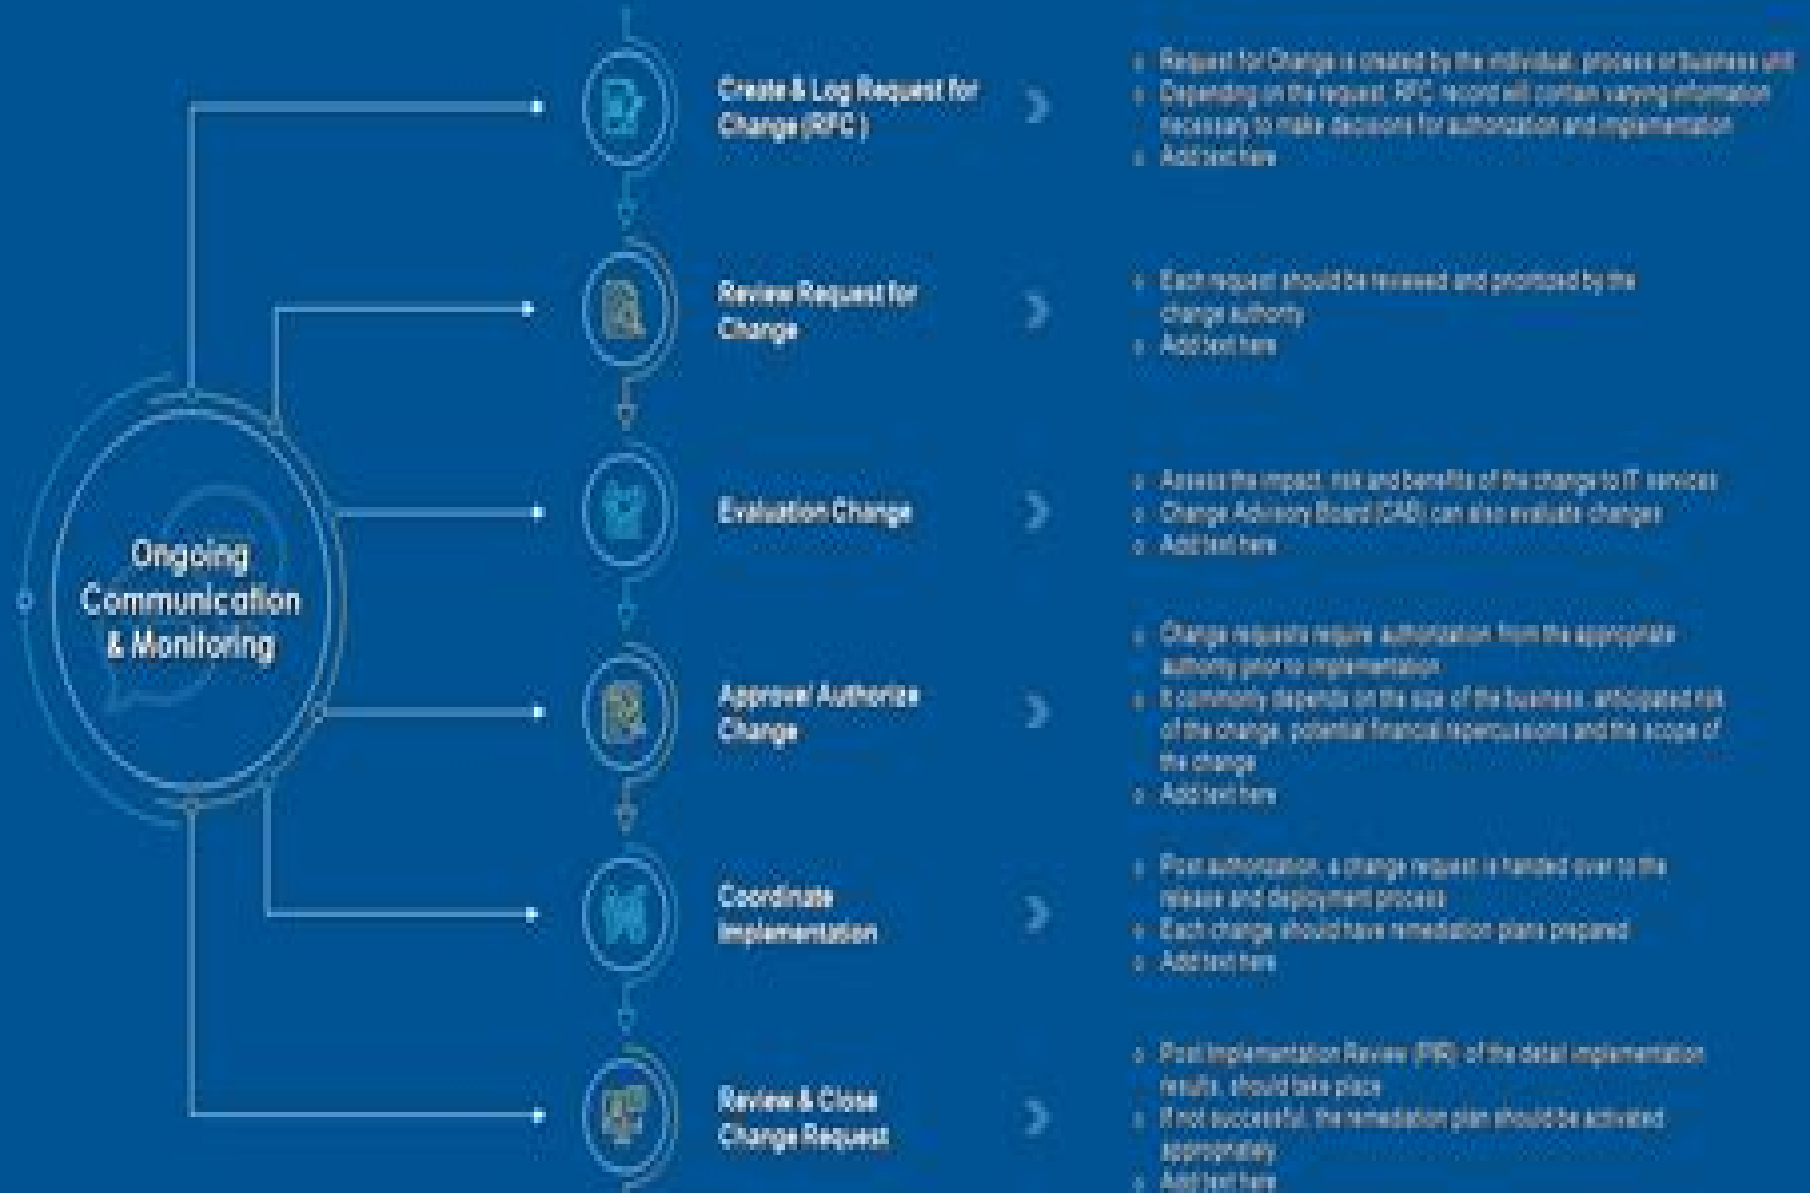 Ongoing
Communication
& Monitoring
Create & Log Request for
Change (RFC )
o Request for Change is created by the individual, process or business unit
o Depending on the request, RFC record will contain varying information
necessary to make decisions for authorization and implementation
o Add text here
Review Request for
Change
o Each request should be reviewed and prioritized by the
change authority
o Add text here
Evaluation Change
o Assess the impact, risk and benefits of the change to IT services
o Change Advisory Board (CAB) can also evaluate changes
o Add text here
Approval Authorize
Change
o Change requests require authorization from the appropriate
authority prior to implementation
o It commonly depends on the size of the business, anticipated risk
of the change, potential financial repercussions and the scope of
the change
o Add text here
Coordinate
Implementation
o Post authorization, a change request is handed over to the
release and deployment process
o Each change should have remediation plans prepared
o Add text here
Review & Close
Change Request
o Post Implementation Review (PIR) of the detail implementation
results, should take place
o If not successful, the remediation plan should be activated
appropriately
o Add text here